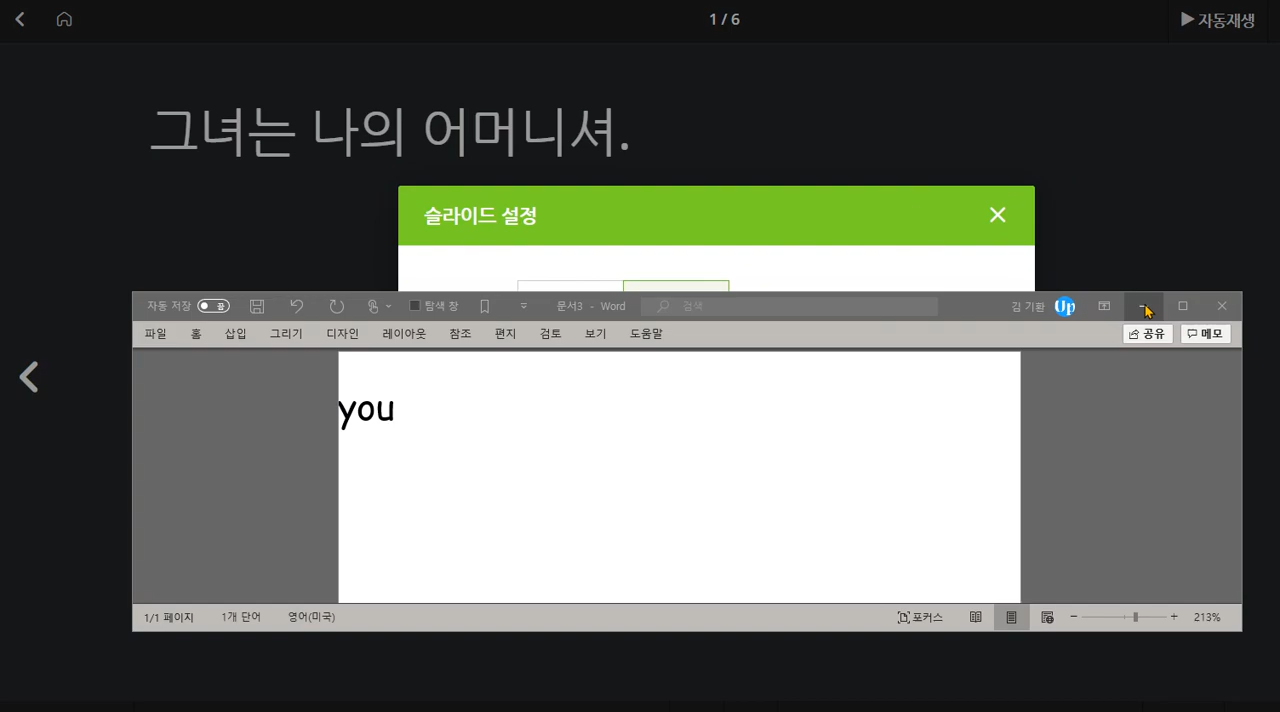 1 / 6
▶ 자동재생
그녀는 나의 어머니셔.
슬라이드 설정
자동 저장 끔 탐색 창 문서3 - Word 검색 김 기환 Up
파일 홈 삽입 그리기 디자인 레이아웃 참조 편지 검토 보기 도움말 공유 메모
you
1/1 페이지 1개 단어 영어(미국) 포커스 213%